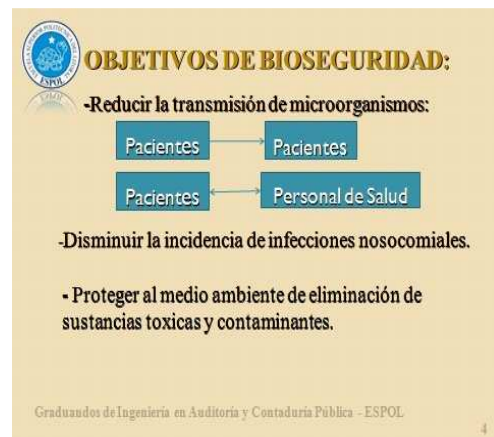 OBJETIVOS DE BIOSEGURIDAD:
-Reducir la transmisión de microorganismos:
Pacientes Pacientes
Pacientes Personal de Salud
-Disminuir la incidencia de infecciones nosocomiales.
- Proteger al medio ambiente de eliminación de
sustancias toxicas y contaminantes.
Graduandos de Ingeniería en Auditoría y Contaduría Pública - ESPOL
4
ESPOL